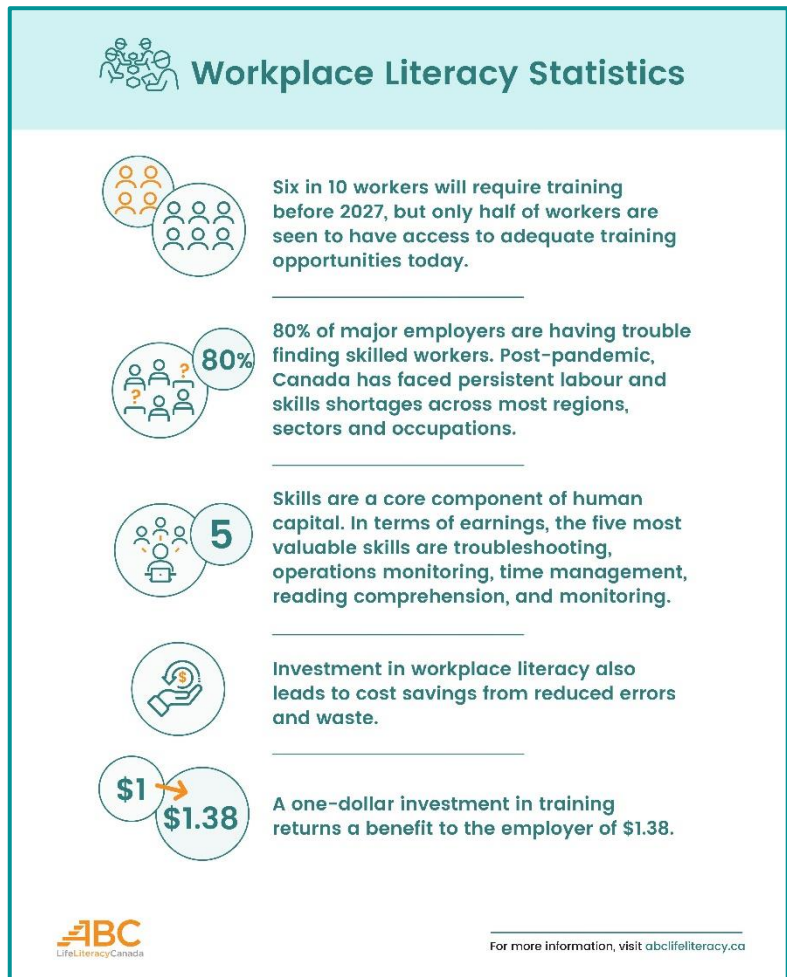 Workplace Literacy Statistics
Six in 10 workers will require training
before 2027, but only half of workers are
seen to have access to adequate training
opportunities today.
80%
80% of major employers are having trouble
finding skilled workers. Post-pandemic,
Canada has faced persistent labour and
skills shortages across most regions,
sectors and occupations.
?
?
5
Skills are a core component of human
capital. In terms of earnings, the five most
valuable skills are troubleshooting,
operations monitoring, time management,
reading comprehension, and monitoring.
$
Investment in workplace literacy also
leads to cost savings from reduced errors
and waste.
$1
$1.38
A one-dollar investment in training
returns a benefit to the employer of $1.38.
ABC
LifeLiteracyCanada
For more information, visit abclifeliteracy.ca